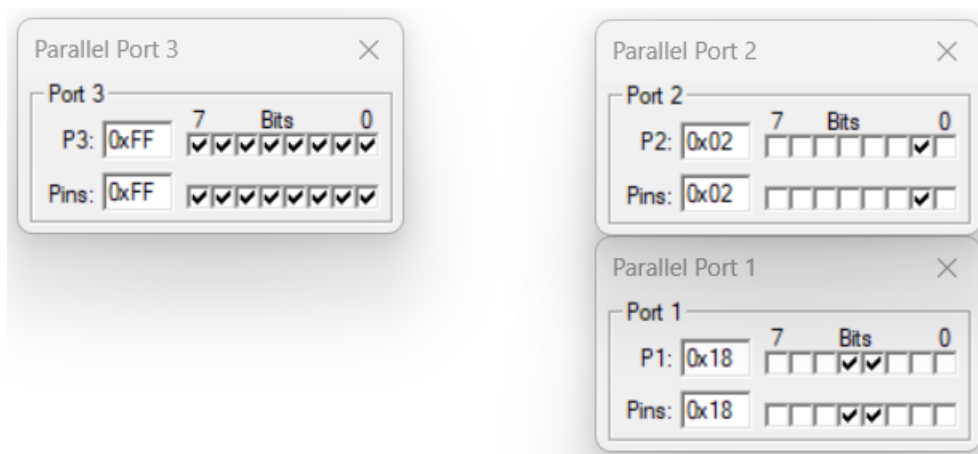 Parallel Port 3
Port 3
7 Bits 0
P3: 0xFF
Pins: 0xFF
Parallel Port 2
Port 2
7 Bits 0
P2: 0x02
Pins: 0x02
Parallel Port 1
Port 1
7 Bits 0
P1: 0x18
Pins: 0x18